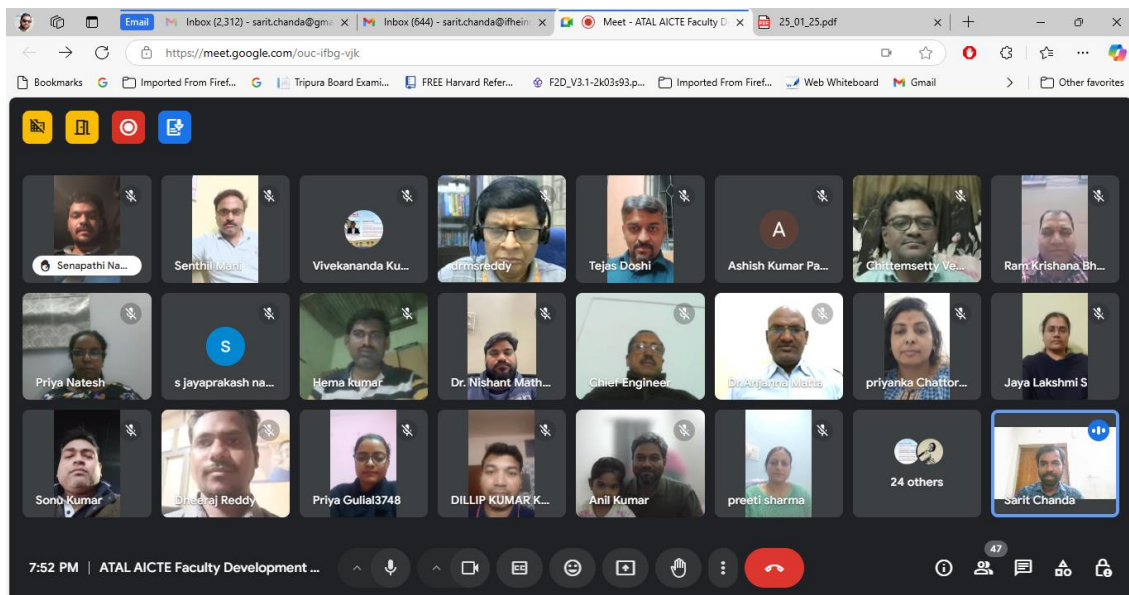 Email Inbox (2,312) - sarit.chanda@gma Inbox (644) - sarit.chanda@ifhein Meet - ATAL AICTE Faculty D 25_01_25.pdf
https://meet.google.com/ouc-ifbg-vjk
Bookmarks Imported From Firef... Tripura Board Exami... FREE Harvard Refer... F2D_V3.1-2k03s93.p... Imported From Firef... Web Whiteboard Gmail Other favorites
Senapathi Na... Senthil Mani Vivekananda Ku... drmsreddy Tejas Doshi A Ashish Kumar Pa... Chittemsetty Ve... Ram Krishana Bh...
Priya Natesh S s jayaprakash na... Hema kumar Dr. Nishant Math... Chief Engineer Dr.Anjanna Matta priyanka Chattor... Jaya Lakshmi S
Sonu Kumar Dheeraj Reddy Priya Gulial3748 DILLIP KUMAR K... Anil Kumar preeti sharma 24 others Sarit Chanda
47
7:52 PM | ATAL AICTE Faculty Development ...